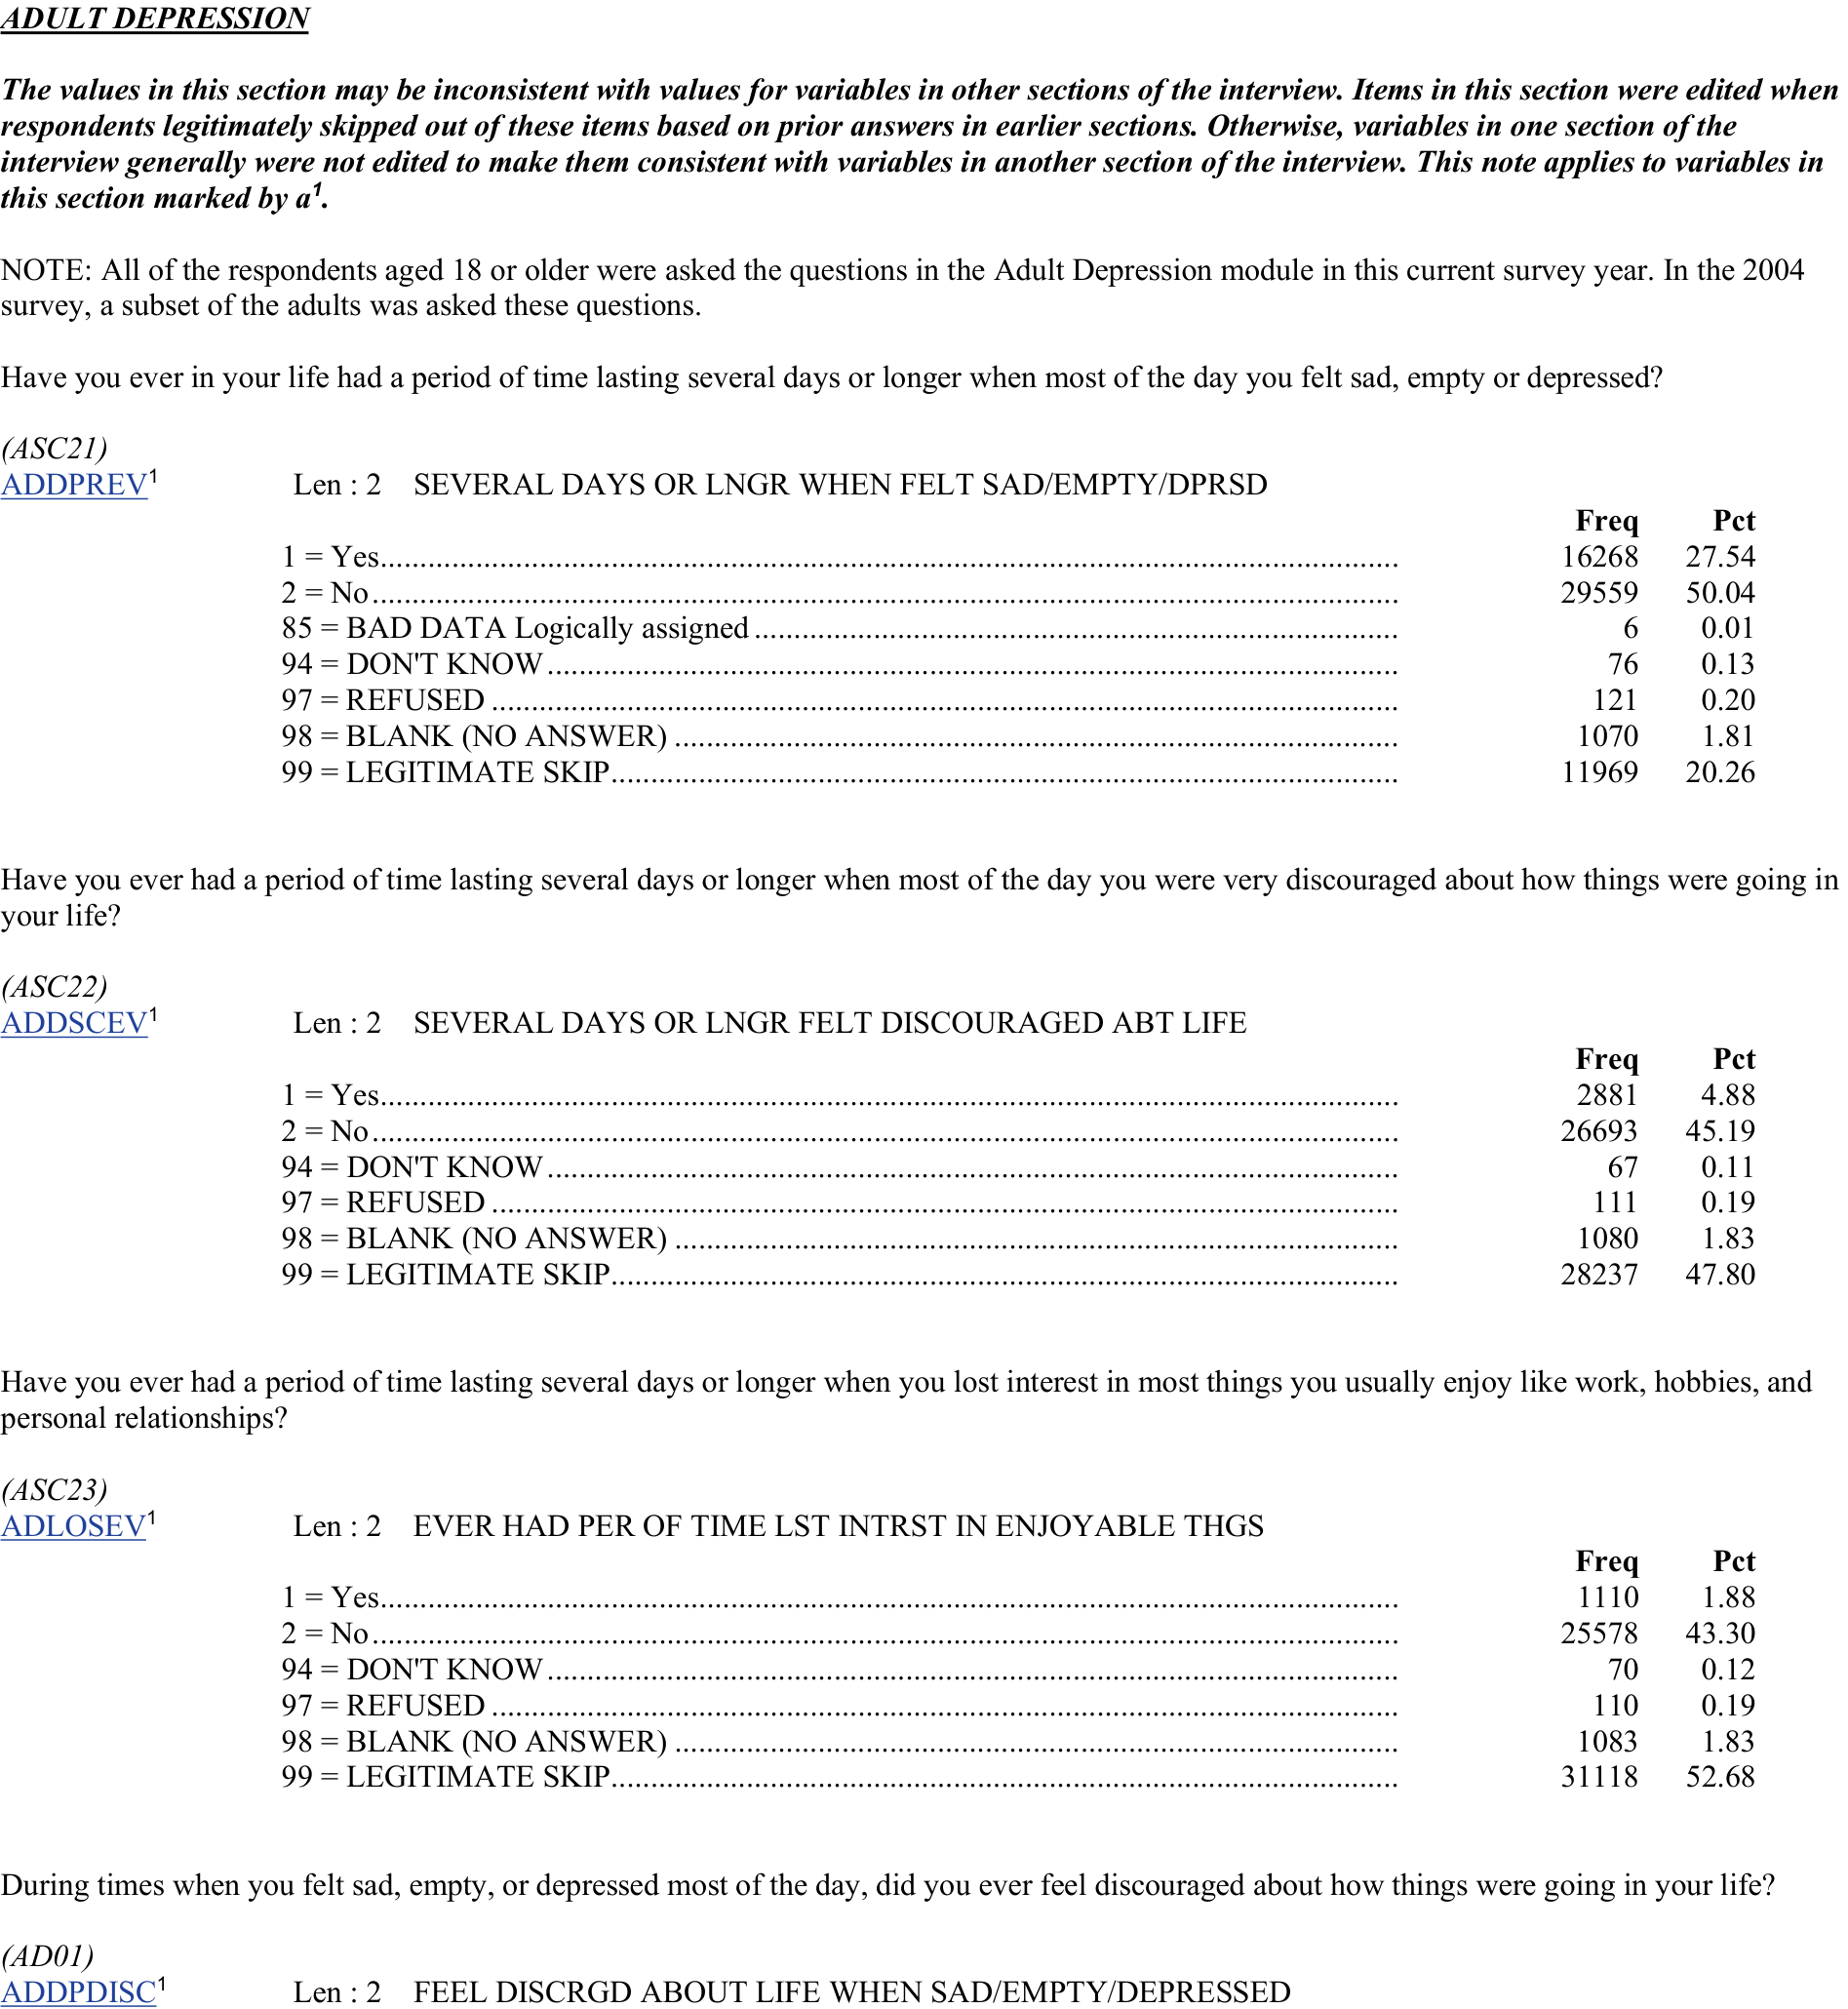 ADULT DEPRESSION
The values in this section may be inconsistent with values for variables in other sections of the interview. Items in this section were edited when
respondents legitimately skipped out of these items based on prior answers in earlier sections. Otherwise, variables in one section of the
interview generally were not edited to make them consistent with variables in another section of the interview. This note applies to variables in
this section marked by a¹.
NOTE: All of the respondents aged 18 or older were asked the questions in the Adult Depression module in this current survey year. In the 2004
survey, a subset of the adults was asked these questions.
Have you ever in your life had a period of time lasting several days or longer when most of the day you felt sad, empty or depressed?
(ASC21)
ADDPREV¹ Len : 2 SEVERAL DAYS OR LNGR WHEN FELT SAD/EMPTY/DPRSD
Freq Pct
1 = Yes.......... 16268 27.54
2 = No.......... 29559 50.04
85 = BAD DATA Logically assigned.......... 6 0.01
94 = DON'T KNOW.......... 76 0.13
97 = REFUSED.......... 121 0.20
98 = BLANK (NO ANSWER).......... 1070 1.81
99 = LEGITIMATE SKIP.......... 11969 20.26
Have you ever had a period of time lasting several days or longer when most of the day you were very discouraged about how things were going in
your life?
(ASC22)
ADDSCEV¹ Len : 2 SEVERAL DAYS OR LNGR FELT DISCOURAGED ABT LIFE
Freq Pct
1 = Yes.......... 2881 4.88
2 = No.......... 26693 45.19
94 = DON'T KNOW.......... 67 0.11
97 = REFUSED.......... 111 0.19
98 = BLANK (NO ANSWER).......... 1080 1.83
99 = LEGITIMATE SKIP.......... 28237 47.80
Have you ever had a period of time lasting several days or longer when you lost interest in most things you usually enjoy like work, hobbies, and
personal relationships?
(ASC23)
ADLOSEV¹ Len : 2 EVER HAD PER OF TIME LST INTRST IN ENJOYABLE THGS
Freq Pct
1 = Yes.......... 1110 1.88
2 = No.......... 25578 43.30
94 = DON'T KNOW.......... 70 0.12
97 = REFUSED.......... 110 0.19
98 = BLANK (NO ANSWER).......... 1083 1.83
99 = LEGITIMATE SKIP.......... 31118 52.68
During times when you felt sad, empty, or depressed most of the day, did you ever feel discouraged about how things were going in your life?
(AD01)
ADDPDISC¹ Len : 2 FEEL DISCRGD ABOUT LIFE WHEN SAD/EMPTY/DEPRESSED